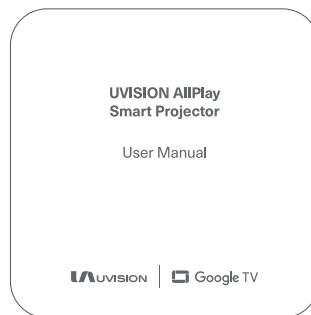 UVISION AllPlay
Smart Projector
User Manual
UVISION Google TV